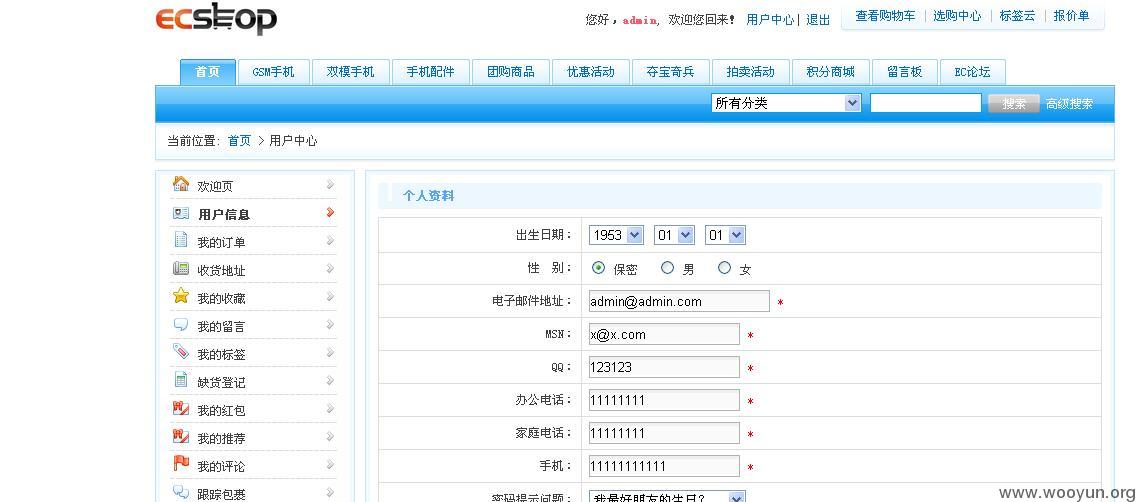 ECSHOP
您好，admin, 欢迎您回来! 用户中心| 退出
查看购物车 | 选购中心 | 标签云 | 报价单
首页 GSM手机 双模手机 手机配件 团购商品 优惠活动 夺宝奇兵 拍卖活动 积分商城 留言板 EC论坛
所有分类 搜索 高级搜索
当前位置: 首页 > 用户中心
欢迎页
用户信息
我的订单
收货地址
我的收藏
我的留言
我的标签
缺货登记
我的红包
我的推荐
我的评论
跟踪包裹
个人资料
出生日期： 1953 01 01
性 别： 保密 男 女
电子邮件地址： admin@admin.com *
MSN： x@x.com *
QQ： 123123 *
办公电话： 11111111 *
家庭电话： 11111111 *
手机： 11111111111 *
密码提示问题： 我最好朋友的生日？
www.wooyun.org